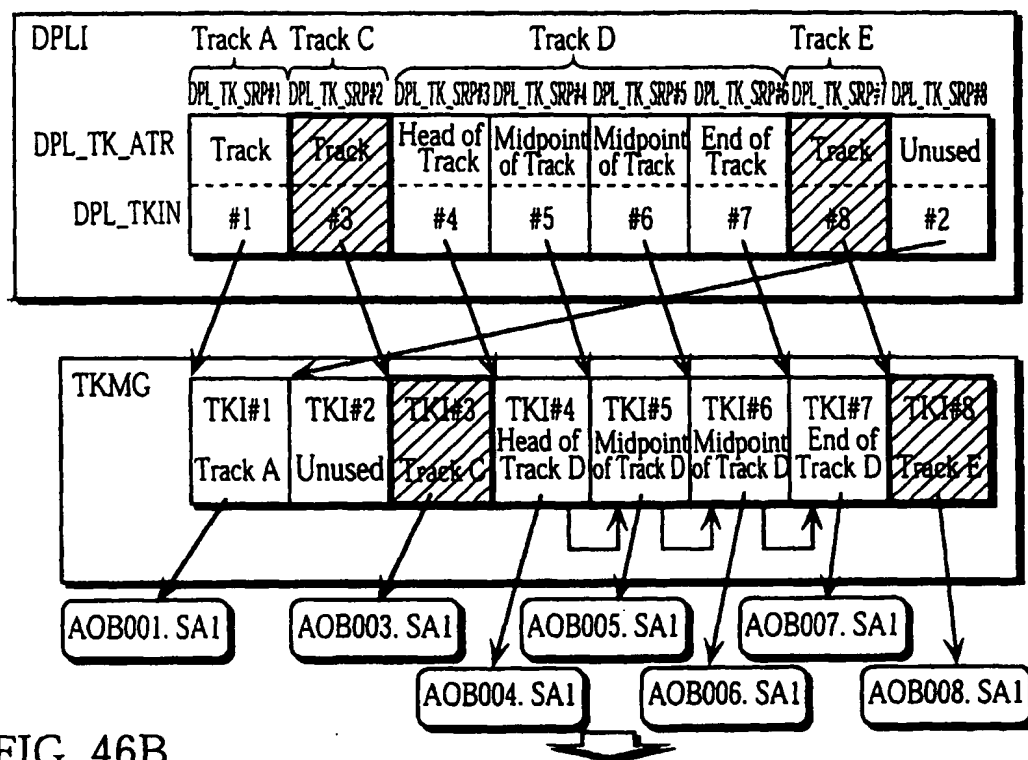 DPLI Track A Track C Track D Track E
DPL_TK_SRP#1 DPL_TK_SRP#2 DPL_TK_SRP#3 DPL_TK_SRP#4 DPL_TK_SRP#5 DPL_TK_SRP#6 DPL_TK_SRP#7 DPL_TK_SRP#8
DPL_TK_ATR Track Track Head of Track Midpoint of Track Midpoint of Track End of Track Track Unused
DPL_TKIN #1 #3 #4 #5 #6 #7 #8 #2
TKMG
TKI#1 TKI#2 TKI#3 TKI#4 TKI#5 TKI#6 TKI#7 TKI#8
Track A Unused Track C Head of Track D Midpoint of Track D Midpoint of Track D End of Track D Track E
AOB001. SA1 AOB003. SA1 AOB005. SA1 AOB007. SA1
AOB004. SA1 AOB006. SA1 AOB008. SA1
FIG. 46B